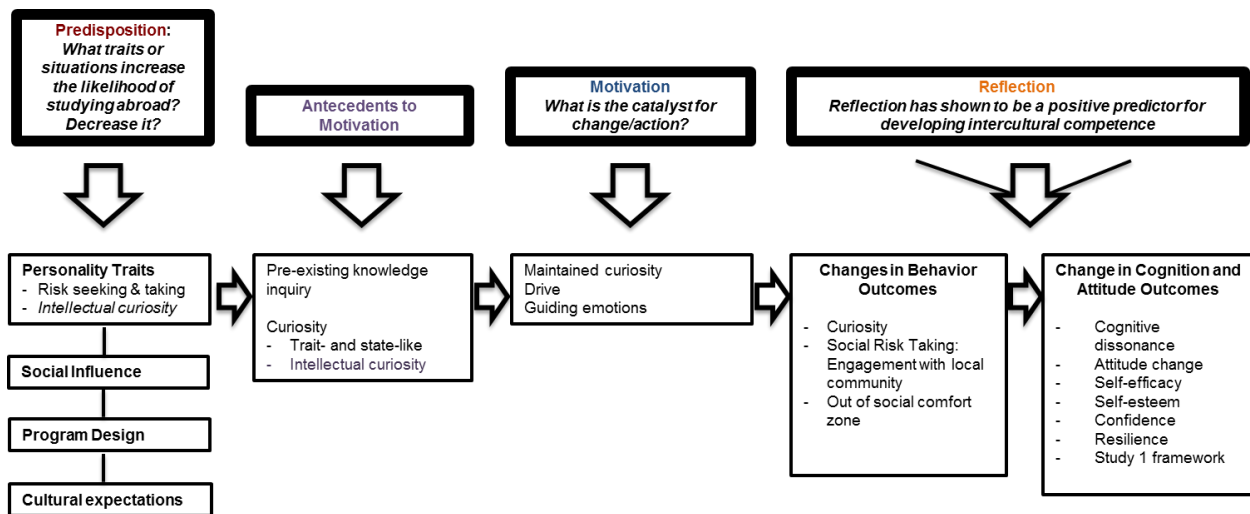 Predisposition:
What traits or
situations increase
the likelihood of
studying abroad?
Decrease it?
Antecedents to
Motivation
Motivation
What is the catalyst for
change/action?
Reflection
Reflection has shown to be a positive predictor for
developing intercultural competence
Personality Traits
- Risk seeking & taking
- Intellectual curiosity
Social Influence
Program Design
Cultural expectations
Pre-existing knowledge
inquiry
Curiosity
- Trait- and state-like
- Intellectual curiosity
Maintained curiosity
Drive
Guiding emotions
Changes in Behavior
Outcomes
- Curiosity
- Social Risk Taking:
Engagement with local
community
- Out of social comfort
zone
Change in Cognition and
Attitude Outcomes
- Cognitive
dissonance
- Attitude change
- Self-efficacy
- Self-esteem
- Confidence
- Resilience
- Study 1 framework